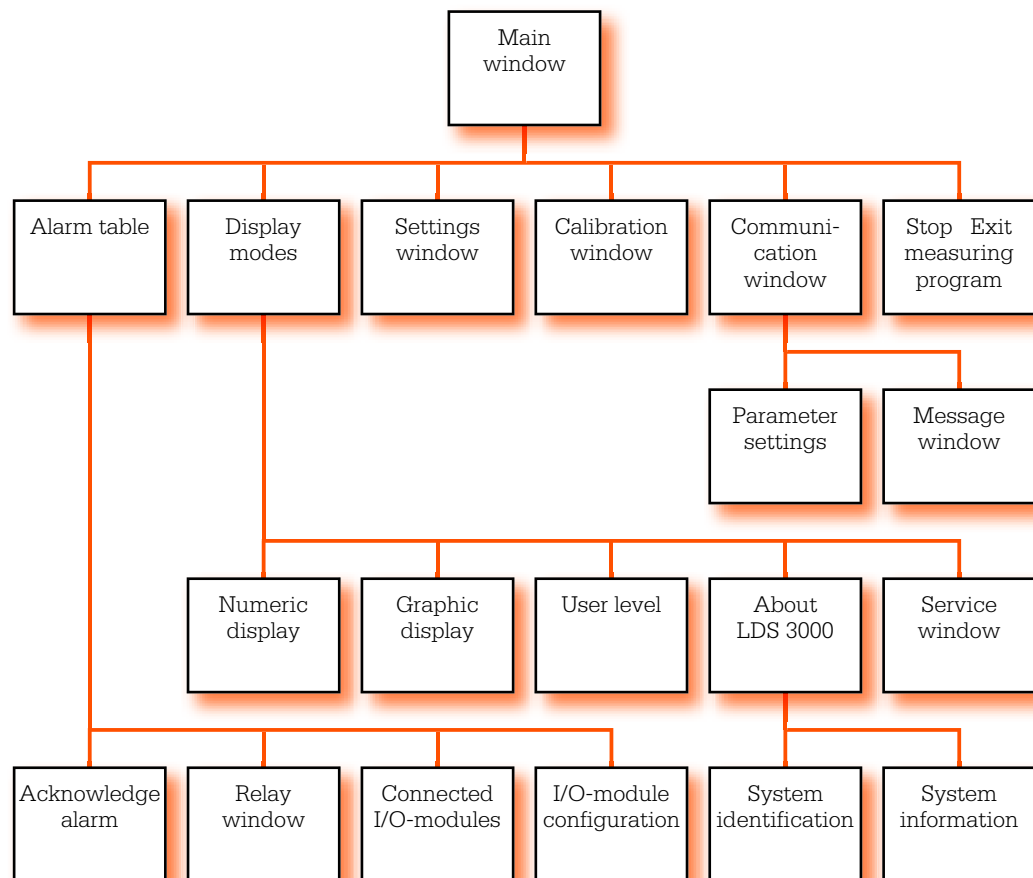 Main
window
Alarm table
Display
modes
Settings
window
Calibration
window
Communi-
cation
window
Stop Exit
measuring
program
Parameter
settings
Message
window
Numeric
display
Graphic
display
User level
About
LDS 3000
Service
window
Acknowledge
alarm
Relay
window
Connected
I/O-modules
I/O-module
configuration
System
identification
System
information